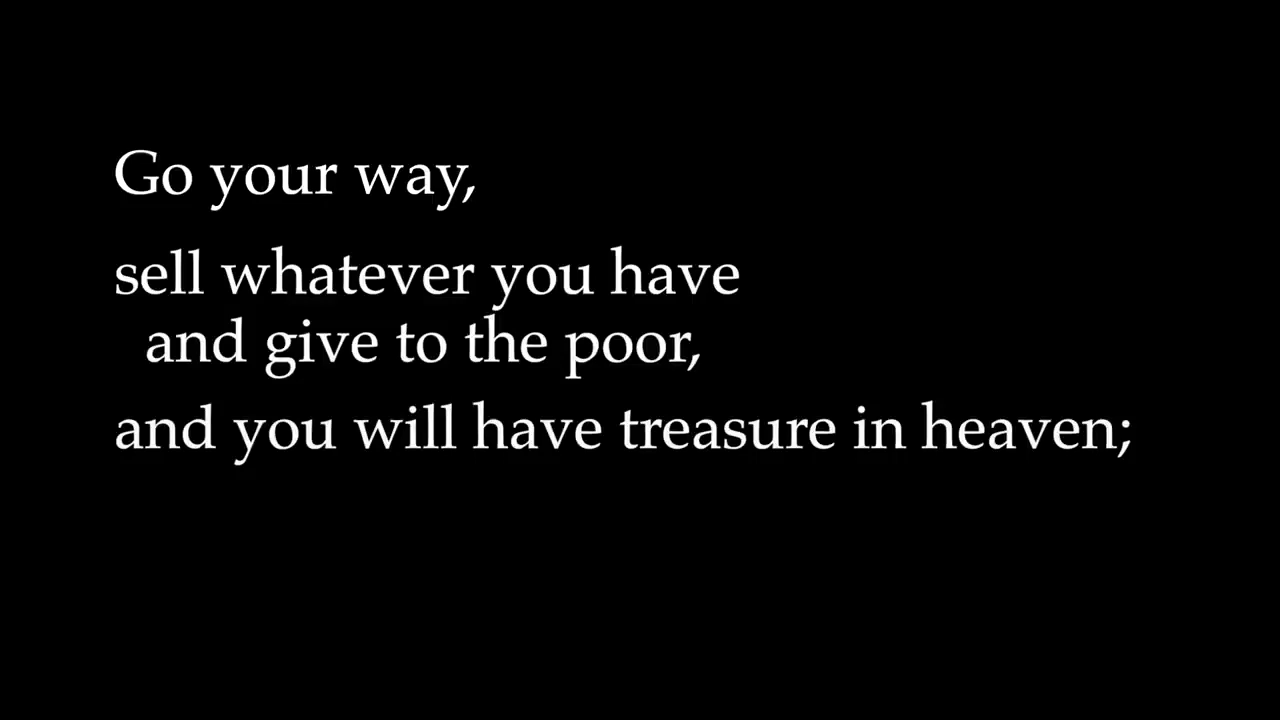 Go your way,
sell whatever you have
and give to the poor,
and you will have treasure in heaven;